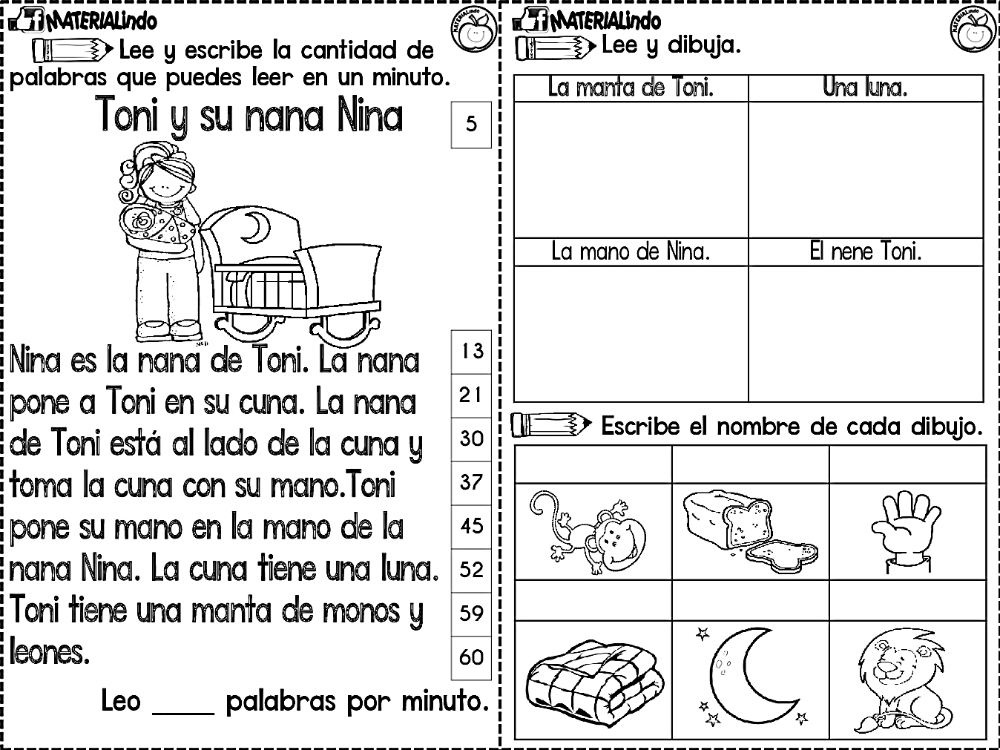 MATERIALindo
MATERIALindo
Lee y escribe la cantidad de
palabras que puedes leer en un minuto.
Toni y su nana Nina
5
Nina es la nana de Toni. La nana
13
pone a Toni en su cuna. La nana
21
de Toni está al lado de la cuna y
30
toma la cuna con su mano.Toni
37
pone su mano en la mano de la
45
nana Nina. La cuna tiene una luna.
52
Toni tiene una manta de monos y
59
leones.
60
Leo ____ palabras por minuto.
MATERIALindo
MATERIALindo
Lee y dibuja.
La manta de Toni.
Una luna.
La mano de Nina.
El nene Toni.
Escribe el nombre de cada dibujo.